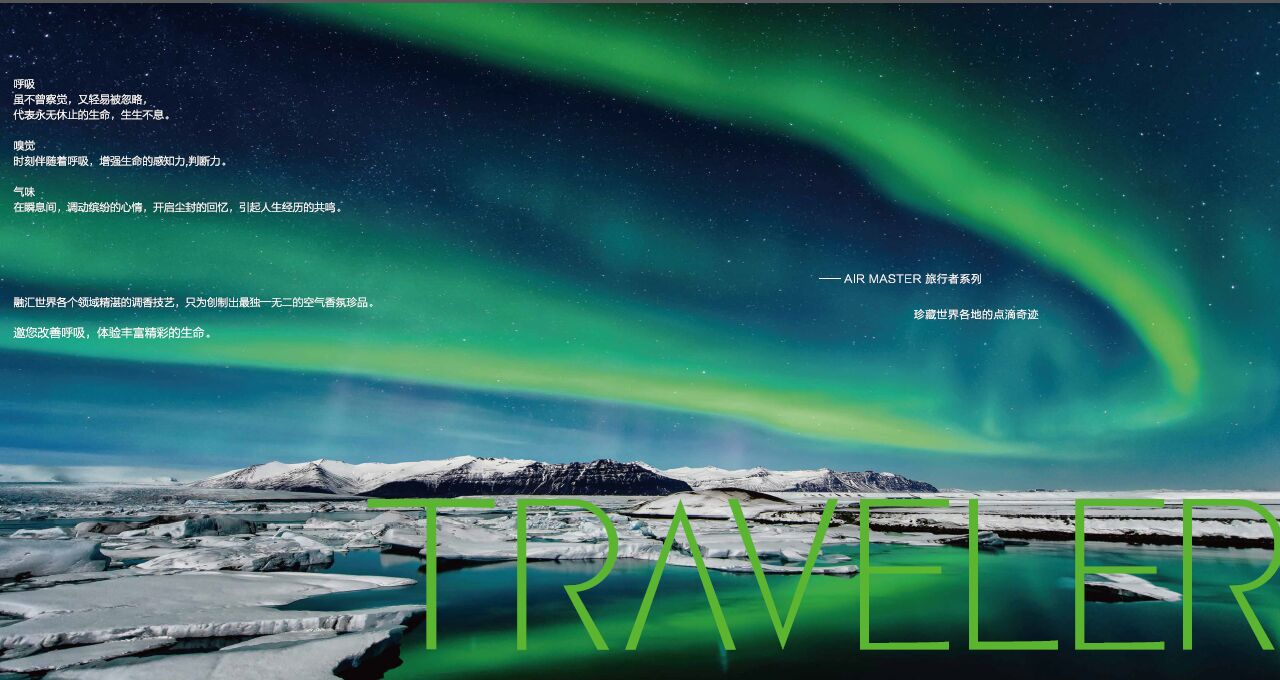 呼吸
虽不曾察觉，又轻易被忽略，
代表永无休止的生命，生生不息。
嗅觉
时刻伴随着呼吸，增强生命的感知力,判断力。
气味
在瞬息间，调动缤纷的心情，开启尘封的回忆，引起人生经历的共鸣。
融汇世界各个领域精湛的调香技艺，只为创制出最独一无二的空气香氛珍品。
邀您改善呼吸，体验丰富精彩的生命。
—— AIR MASTER 旅行者系列
珍藏世界各地的点滴奇迹
TRAVELER